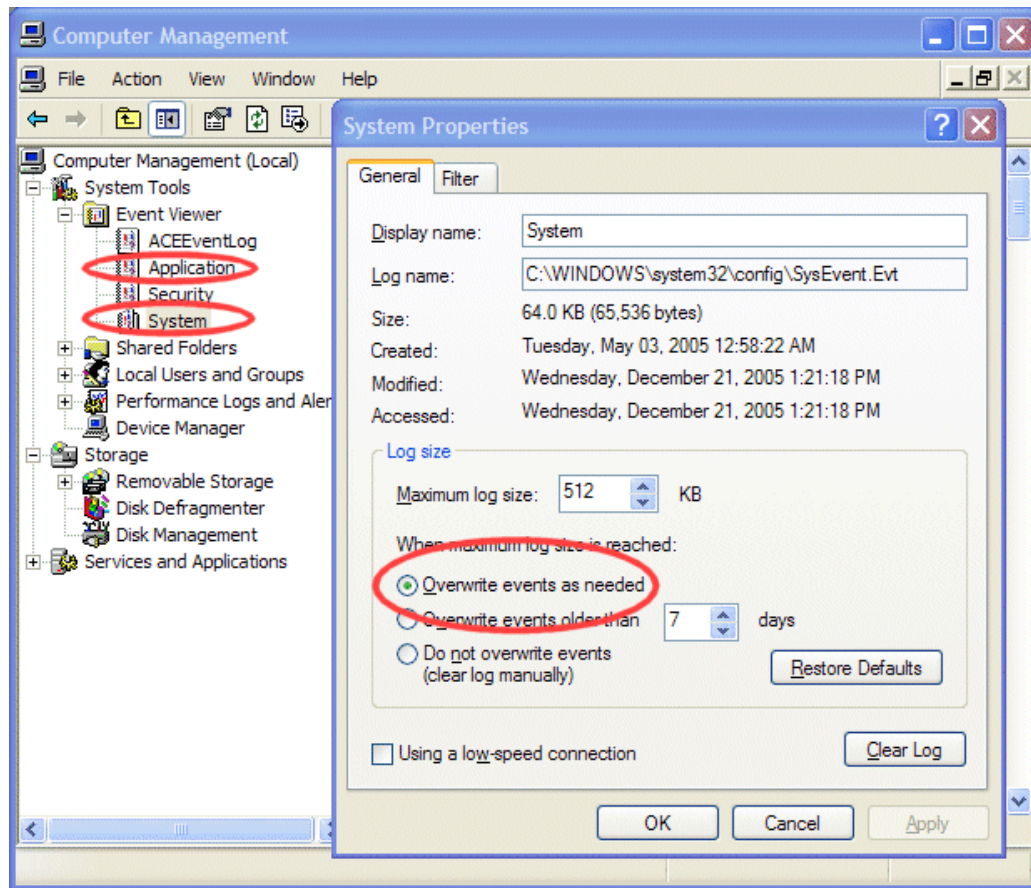 Computer Management
File Action View Window Help
System Properties
Computer Management (Local)
System Tools
Event Viewer
ACEEventLog
Application
Security
System
Shared Folders
Local Users and Groups
Performance Logs and Aler
Device Manager
Storage
Removable Storage
Disk Defragmenter
Disk Management
Services and Applications
General Filter
Display name: System
Log name: C:\WINDOWS\system32\config\SysEvent.Evt
Size: 64.0 KB (65,536 bytes)
Created: Tuesday, May 03, 2005 12:58:22 AM
Modified: Wednesday, December 21, 2005 1:21:18 PM
Accessed: Wednesday, December 21, 2005 1:21:18 PM
Log size
Maximum log size: 512 KB
When maximum log size is reached:
Overwrite events as needed
Overwrite events older than 7 days
Do not overwrite events
(clear log manually)
Restore Defaults
Using a low-speed connection
Clear Log
OK Cancel Apply